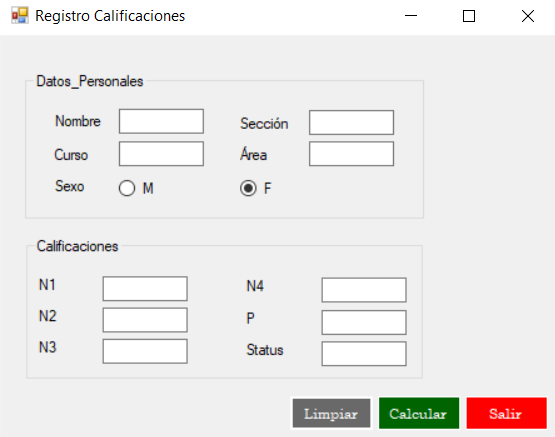 Registro Calificaciones
Datos_Personales
Nombre
Sección
Curso
Área
Sexo
M
F
Calificaciones
N1
N4
N2
P
N3
Status
Limpiar
Calcular
Salir